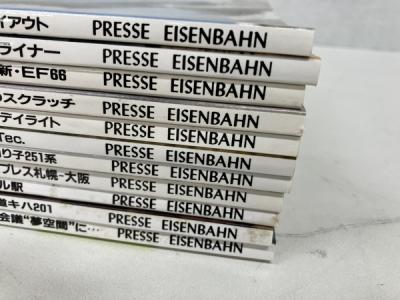 イアウト PRESSE EISENBAHN
ライナー PRESSE EISENBAHN
新・EF66 PRESSE EISENBAHN
スクラッチ PRESSE EISENBAHN
デイライト PRESSE EISENBAHN
Tec. PRESSE EISENBAHN
り子251系 PRESSE EISENBAHN
プレス札幌-大阪 PRESSE EISENBAHN
ル駅 PRESSE EISENBAHN
キハ201 PRESSE EISENBAHN
会議“夢空間”に… PRESSE EISENBAHN